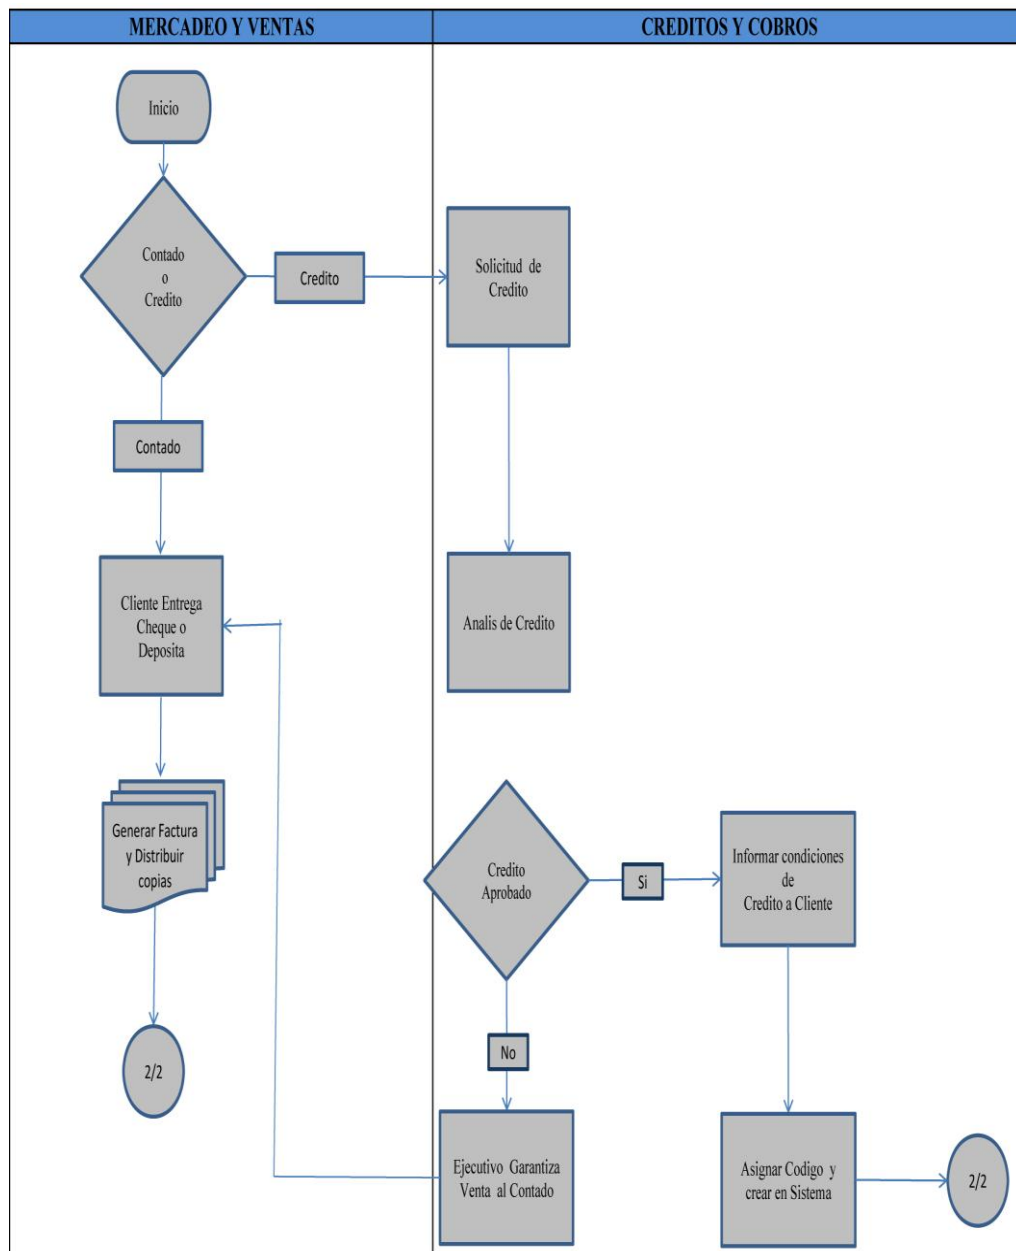 MERCADEO Y VENTAS
CREDITOS Y COBROS
Inicio
Contado
o
Credito
Credito
Solicitud de
Credito
Contado
Cliente Entrega
Cheque o
Deposita
Analis de Credito
Generar Factura
y Distribuir
copias
Credito
Aprobado
Si
Informar condiciones
de
Credito a Cliente
No
2/2
Ejecutivo Garantiza
Venta al Contado
Asignar Codigo y
crear en Sistema
2/2